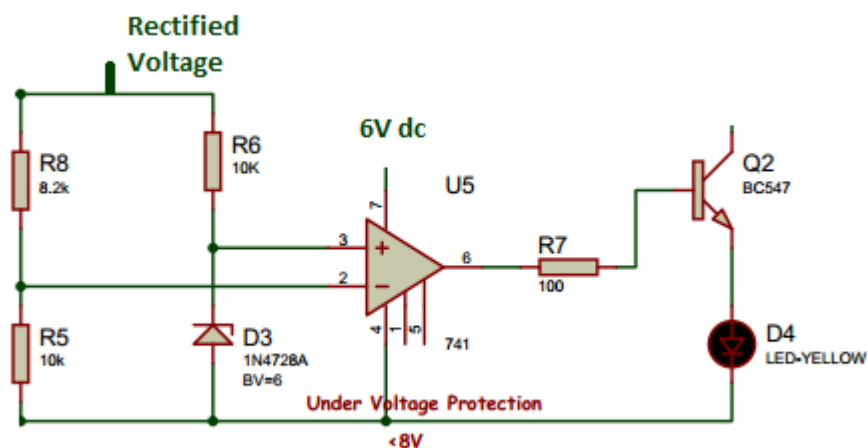 Rectified
Voltage
R8
8.2k
R6
10K
6V dc
7
U5
Q2
BC547
3
+
2
−
6
R7
100
4
1
5
741
R5
10k
D3
1N4728A
BV=6
D4
LED-YELLOW
Under Voltage Protection
<8V